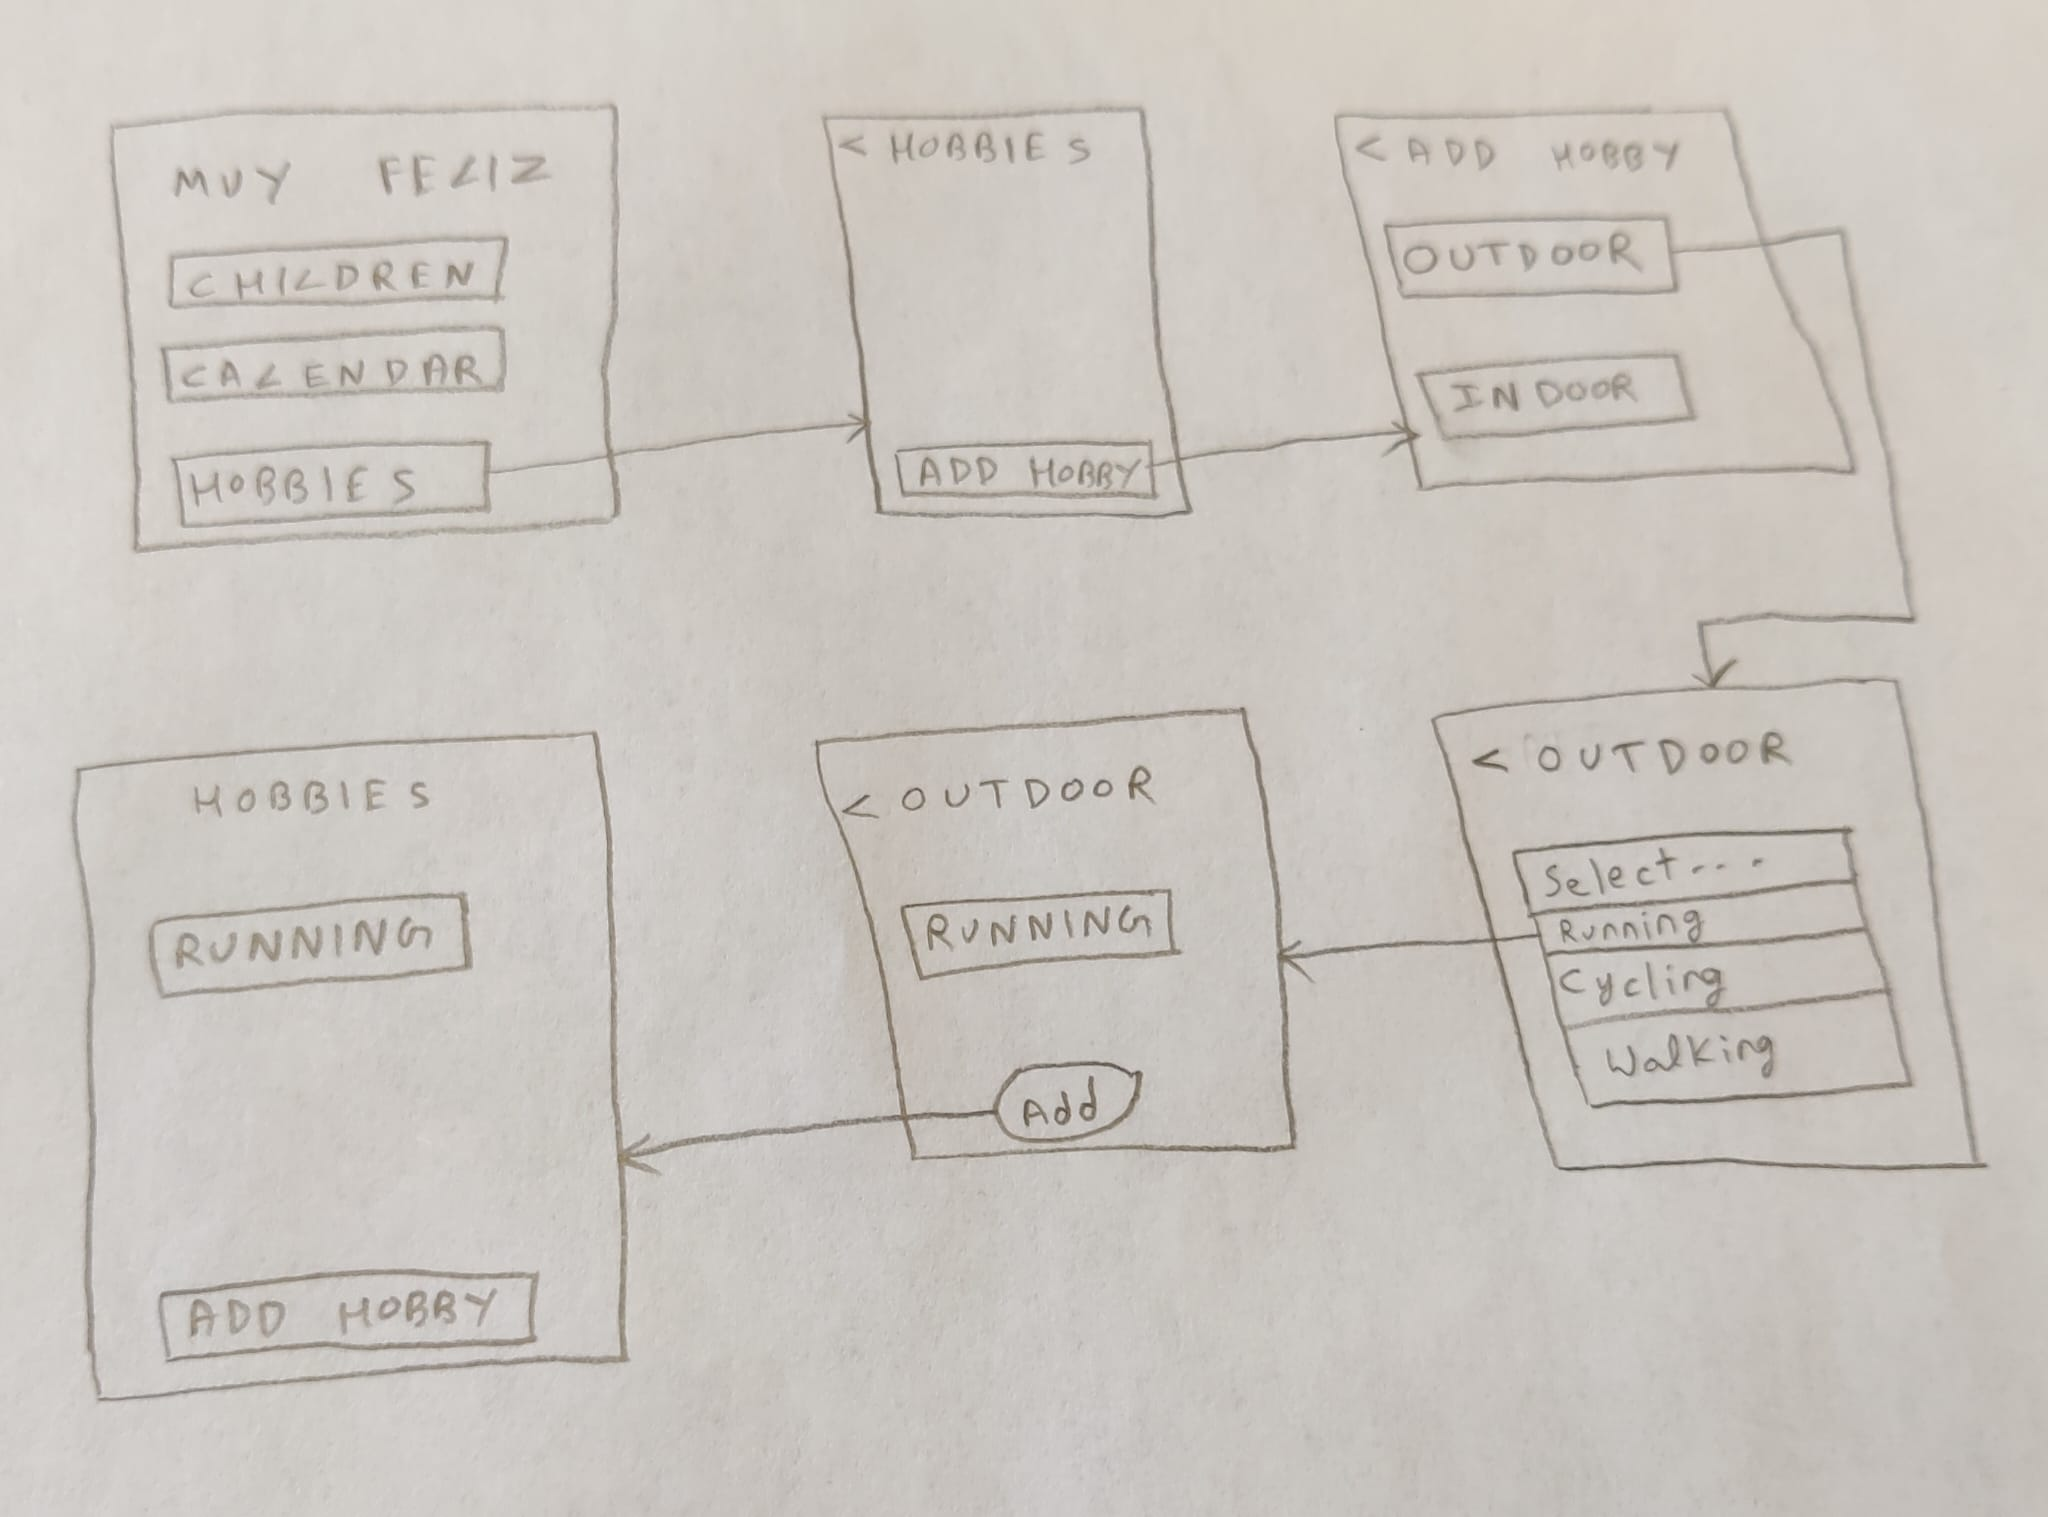 MUY FELIZ
CHILDREN
CALENDAR
HOBBIES
< HOBBIES
ADD HOBBY
< ADD HOBBY
OUTDOOR
INDOOR
< OUTDOOR
Select....
Running
Cycling
Walking
< OUTDOOR
RUNNING
Add
HOBBIES
RUNNING
ADD HOBBY